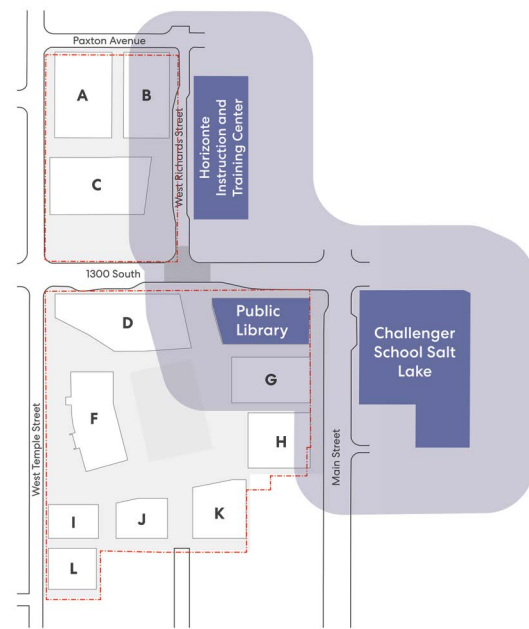 Paxton Avenue
A
B
C
West Richards Street
Horizonte
Instruction and
Training Center
1300 South
D
Public
Library
Challenger
School Salt
Lake
G
F
H
West Temple Street
Main Street
I
J
K
L